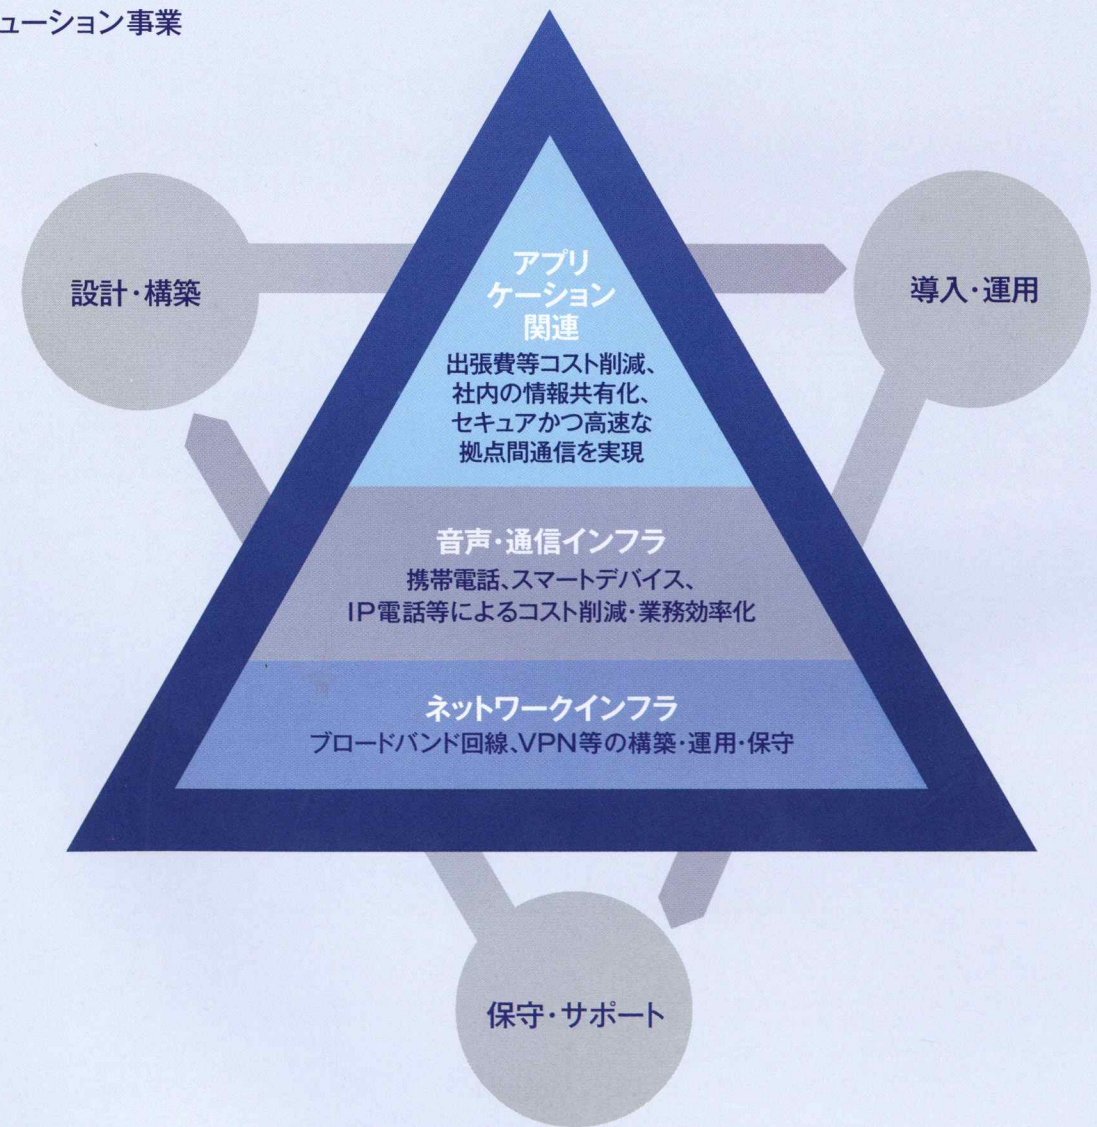 ューション事業
設計・構築
導入・運用
アプリ
ケーション
関連
出張費等コスト削減、
社内の情報共有化、
セキュアかつ高速な
拠点間通信を実現
音声・通信インフラ
携帯電話、スマートデバイス、
IP電話等によるコスト削減・業務効率化
ネットワークインフラ
ブロードバンド回線、VPN等の構築・運用・保守
保守・サポート